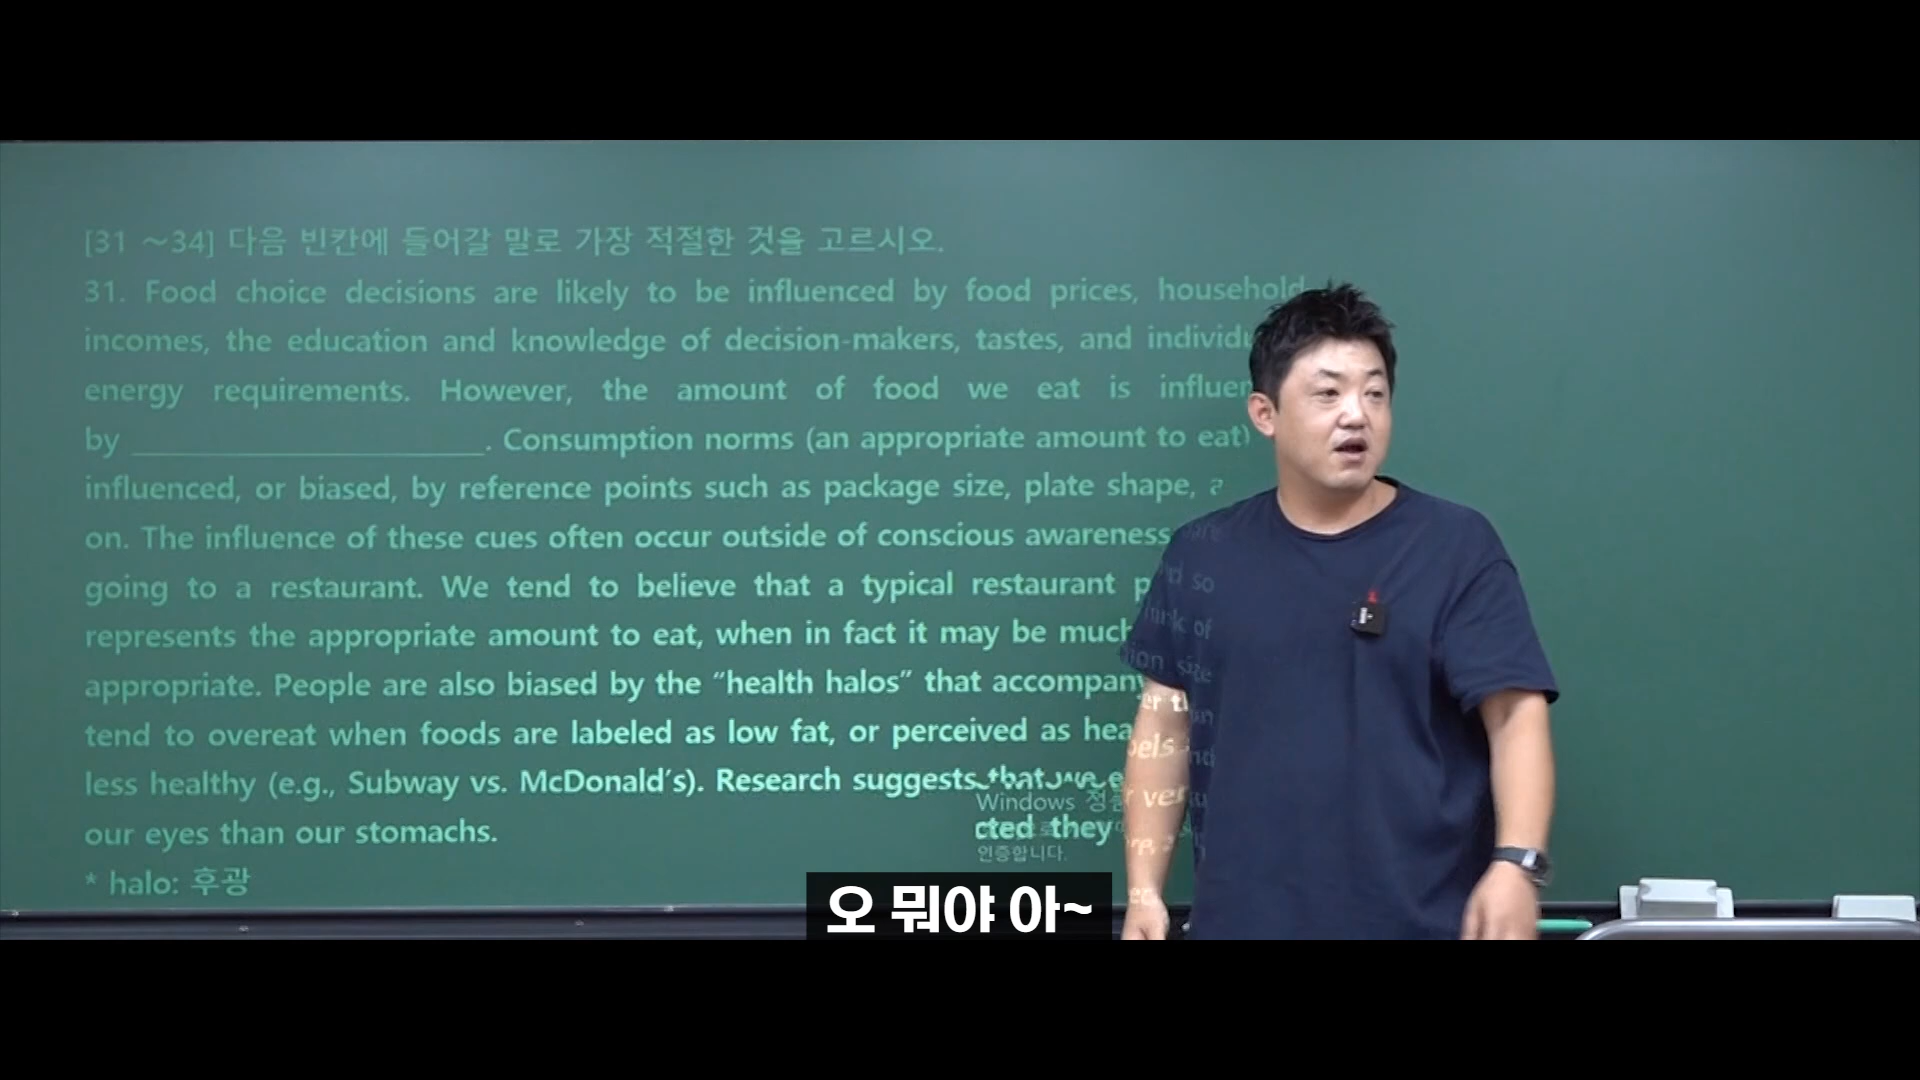 [31 ～34] 다음 빈칸에 들어갈 말로 가장 적절한 것을 고르시오.
31. Food choice decisions are likely to be influenced by food prices, household
incomes, the education and knowledge of decision-makers, tastes, and
energy requirements. However, the amount of food we eat is
by ______________________. Consumption norms (an appropriate amount to eat)
influenced, or biased, by reference points such as package size, plate shape,
on. The influence of these cues often occur outside of conscious awareness
going to a restaurant. We tend to believe that a typical restaurant
represents the appropriate amount to eat, when in fact it may be much
appropriate. People are also biased by the “health halos” that accompany
tend to overeat when foods are labeled as low fat, or perceived as
less healthy (e.g., Subway vs. McDonald's). Research suggests that we
our eyes than our stomachs.
Windows
cted they
인증합니다.
* halo: 후광
오 뭐야 아~